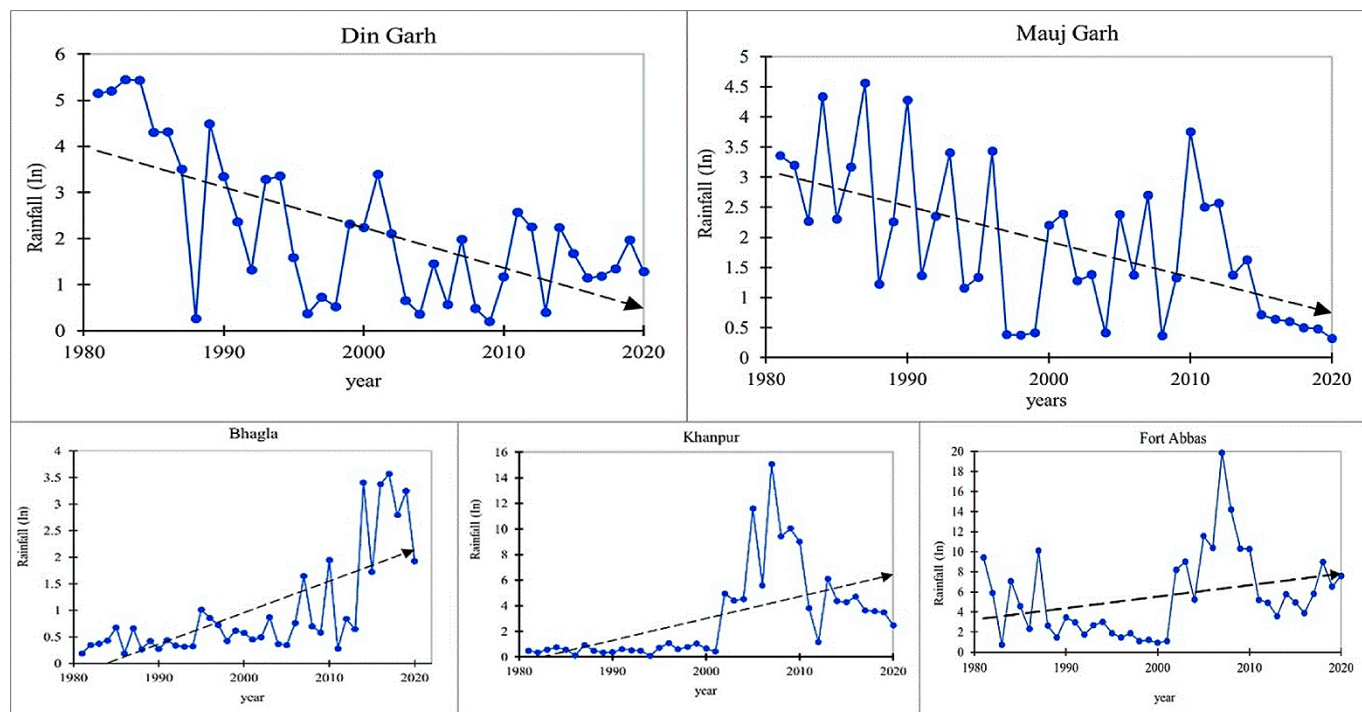 Din Garh
Rainfall (In)
6
5
4
3
2
1
0
1980 1990 2000 2010 2020
year
Mauj Garh
Rainfall (In)
5
4.5
4
3.5
3
2.5
2
1.5
1
0.5
0
1980 1990 2000 2010 2020
years
Bhagla
Rainfall (In)
4
3.5
3
2.5
2
1.5
1
0.5
0
1980 1990 2000 2010 2020
year
Khanpur
Rainfall (In)
16
14
12
10
8
6
4
2
0
1980 1990 2000 2010 2020
year
Fort Abbas
Rainfall (In)
20
18
16
14
12
10
8
6
4
2
0
1980 1990 2000 2010 2020
year